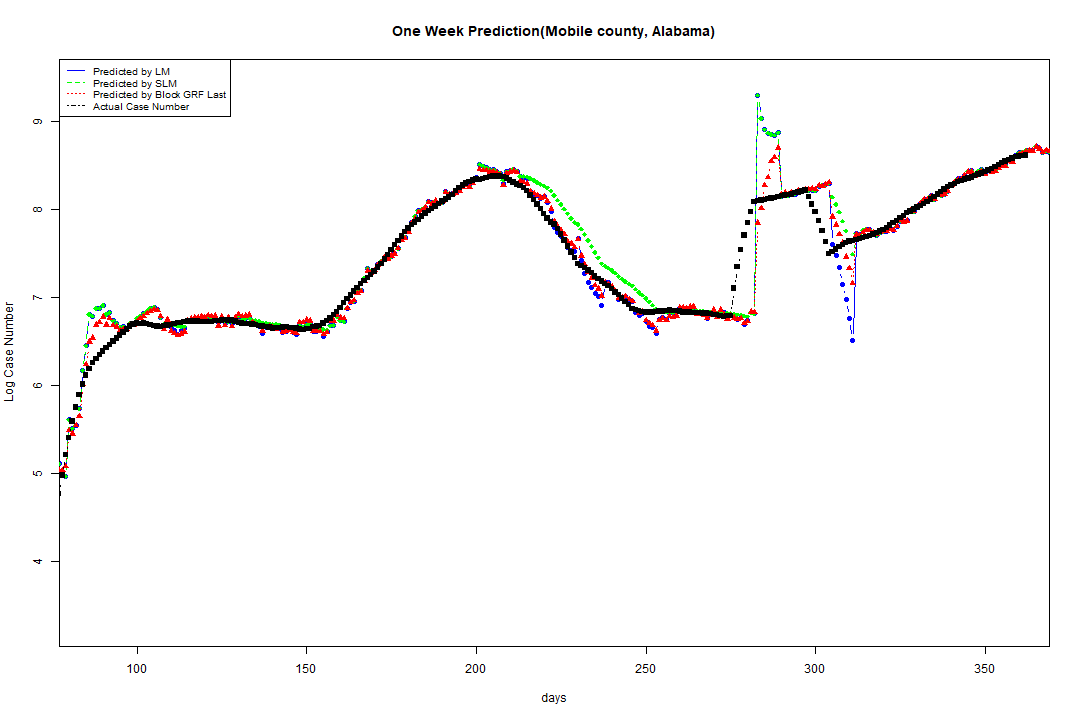 One Week Prediction(Mobile county, Alabama)
Predicted by LM
Predicted by SLM
Predicted by Block GRF Last
Actual Case Number
9
8
7
6
5
4
Log Case Number
100 150 200 250 300 350
days